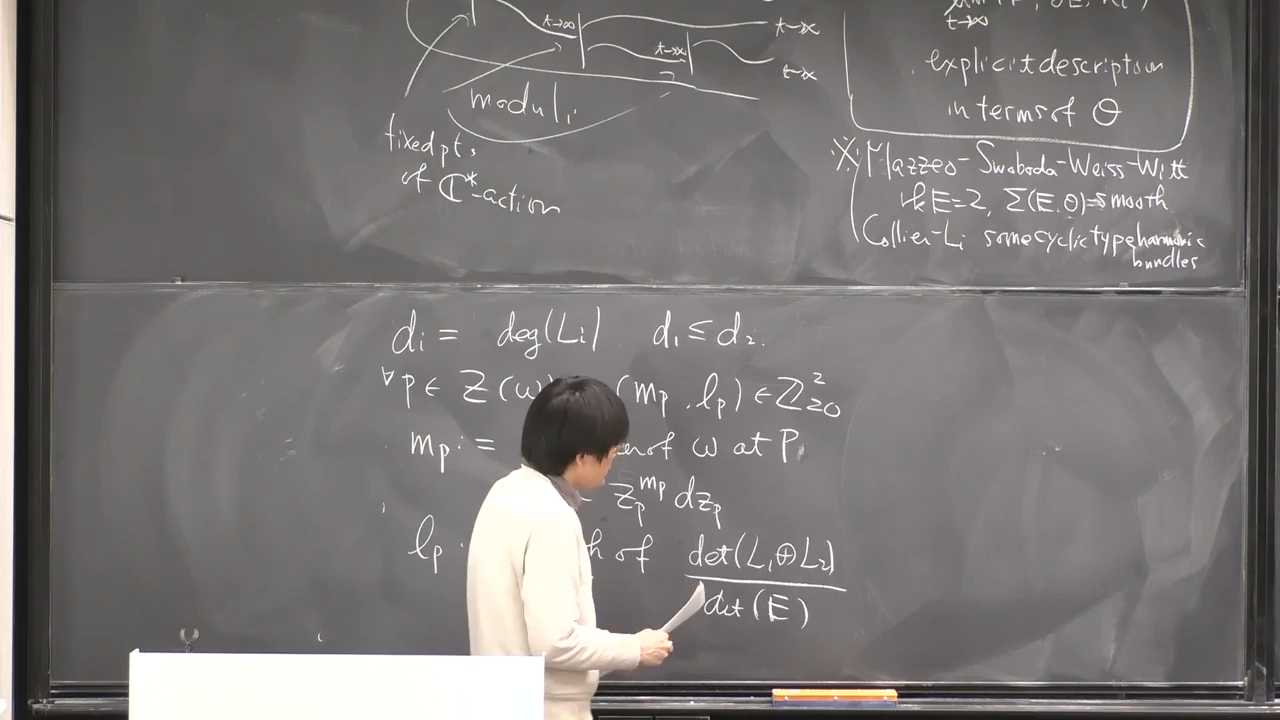 t→∞
t→∞
t→∞
t→∞
moduli
fixed pt,
of ℂ*-action
t→∞
explicit description
in terms of θ
※ Mazzeo-Swoboda-Weiss-Witt
rk E=2, Σ(E,θ)=smooth
Collier-Li some cyclic type harmonic
bundles
di = deg(Li) d1 ≤ d2.
∀p∈ Z(ω) (mp, lp) ∈ ℤ²≥0
mp := of ω at P,
zp^mp dzp
lp of det(L1⊕L2)
det(E)